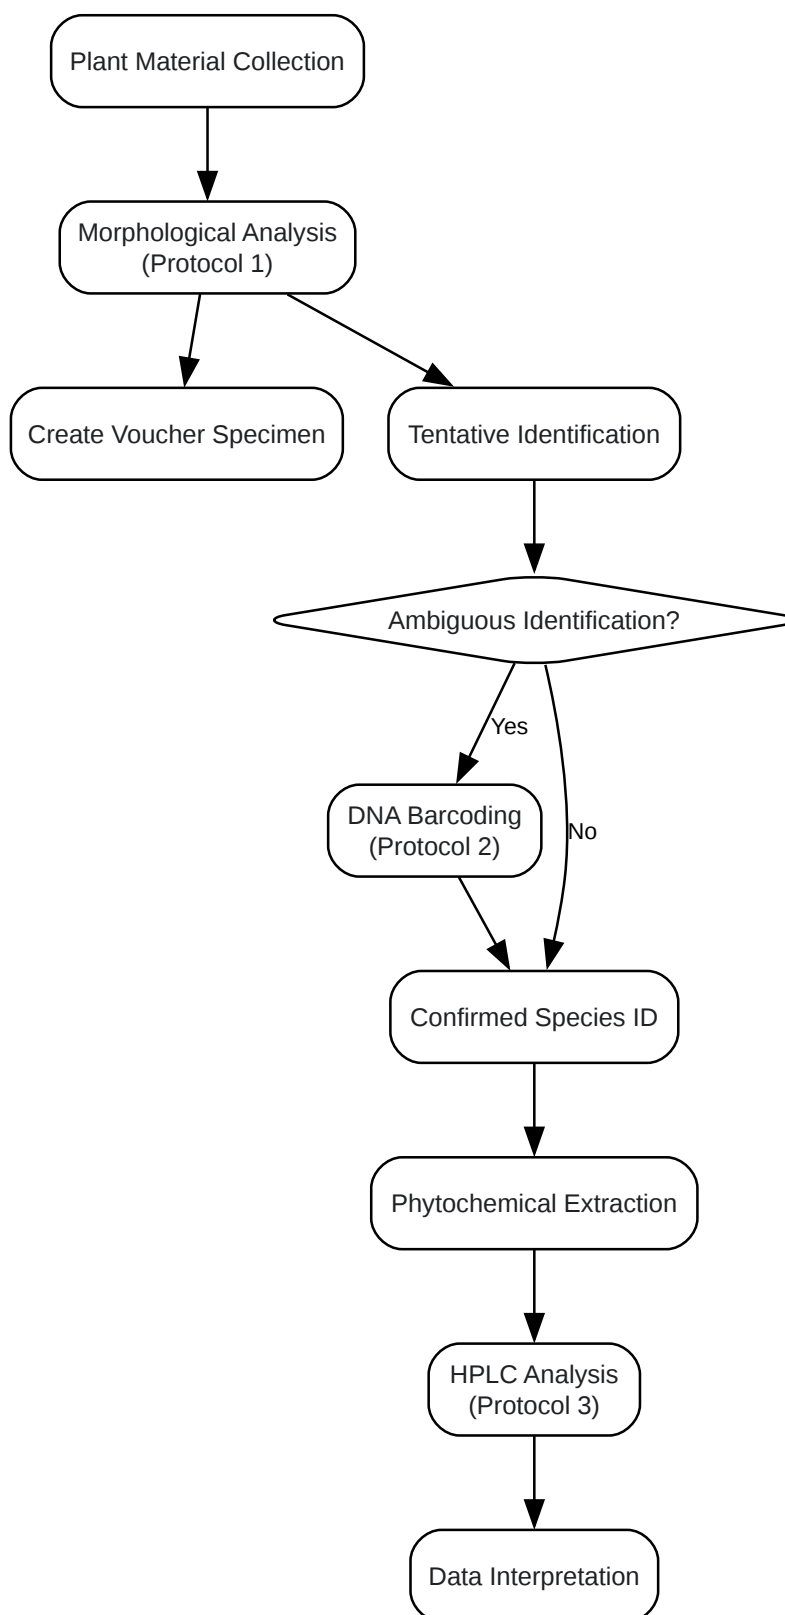 Plant Material Collection
Morphological Analysis
(Protocol 1)
Create Voucher Specimen
Tentative Identification
Ambiguous Identification?
Yes
DNA Barcoding
(Protocol 2)
No
Confirmed Species ID
Phytochemical Extraction
HPLC Analysis
(Protocol 3)
Data Interpretation